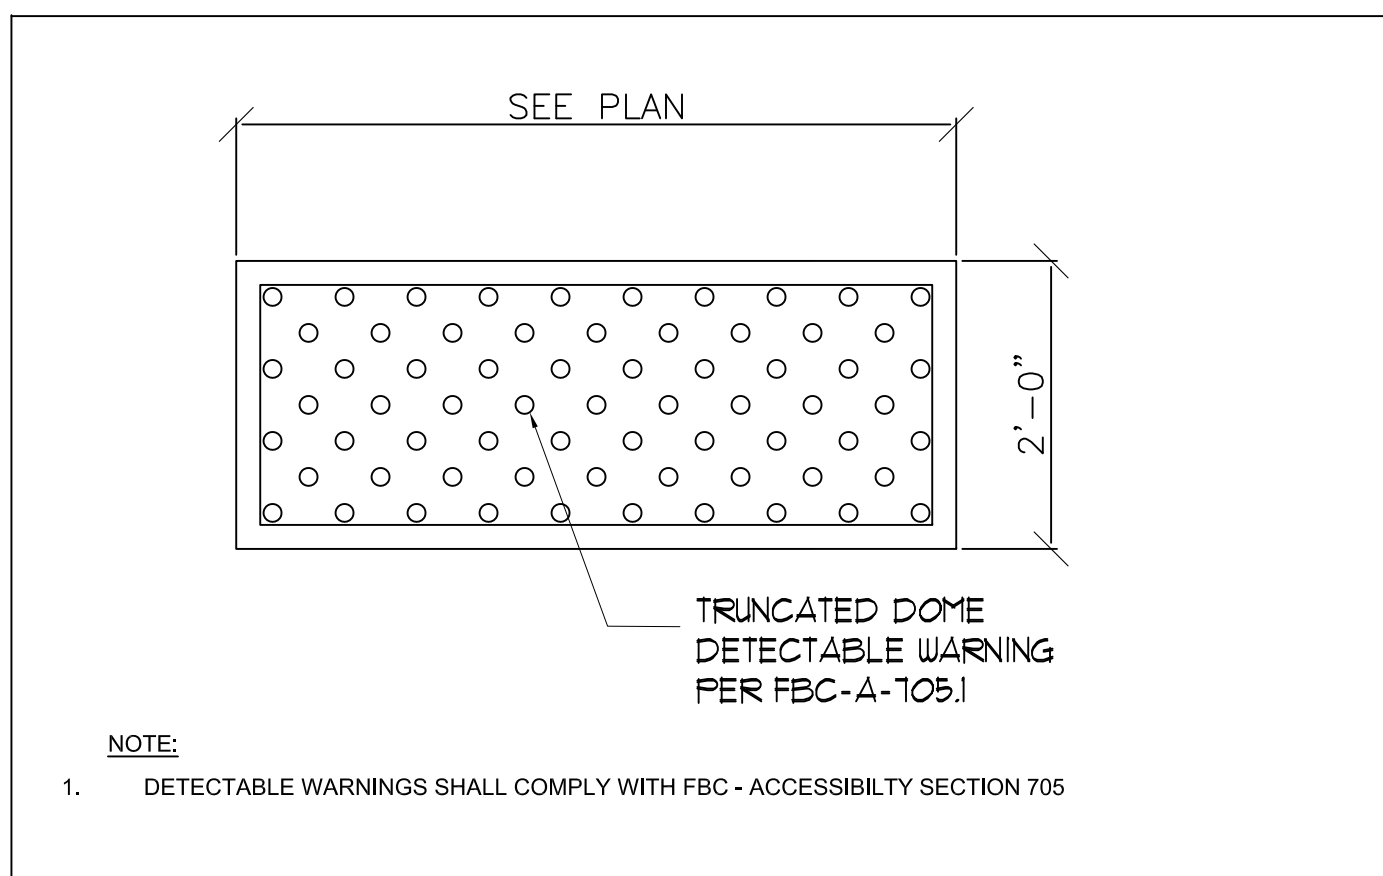 SEE PLAN
2'-0"
TRUNCATED DOME
DETECTABLE WARNING
PER FBC-A-705.1
NOTE:
1. DETECTABLE WARNINGS SHALL COMPLY WITH FBC - ACCESSIBILTY SECTION 705